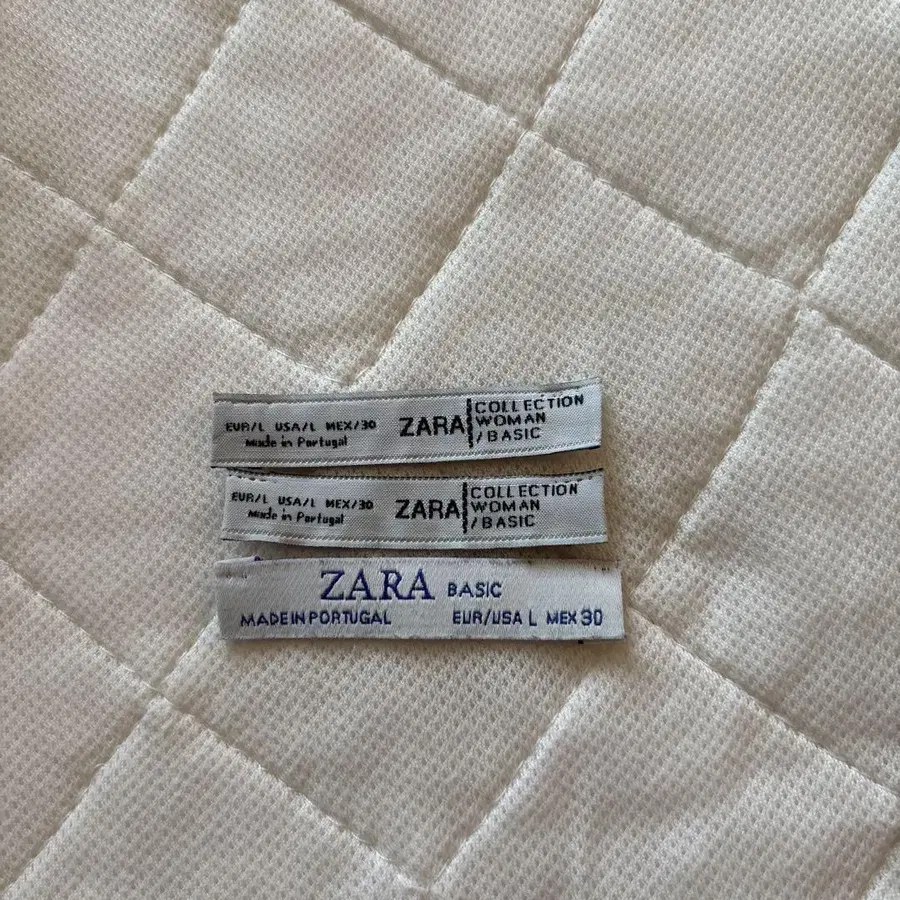 EUR/L USA/L MEX/30
Made in Portugal
ZARA
COLLECTION
WOMAN
/BASIC
EUR/L USA/L MEX/30
Made in Portugal
ZARA
COLLECTION
WOMAN
/BASIC
ZARA BASIC
MADE IN PORTUGAL EUR/USA L MEX 30